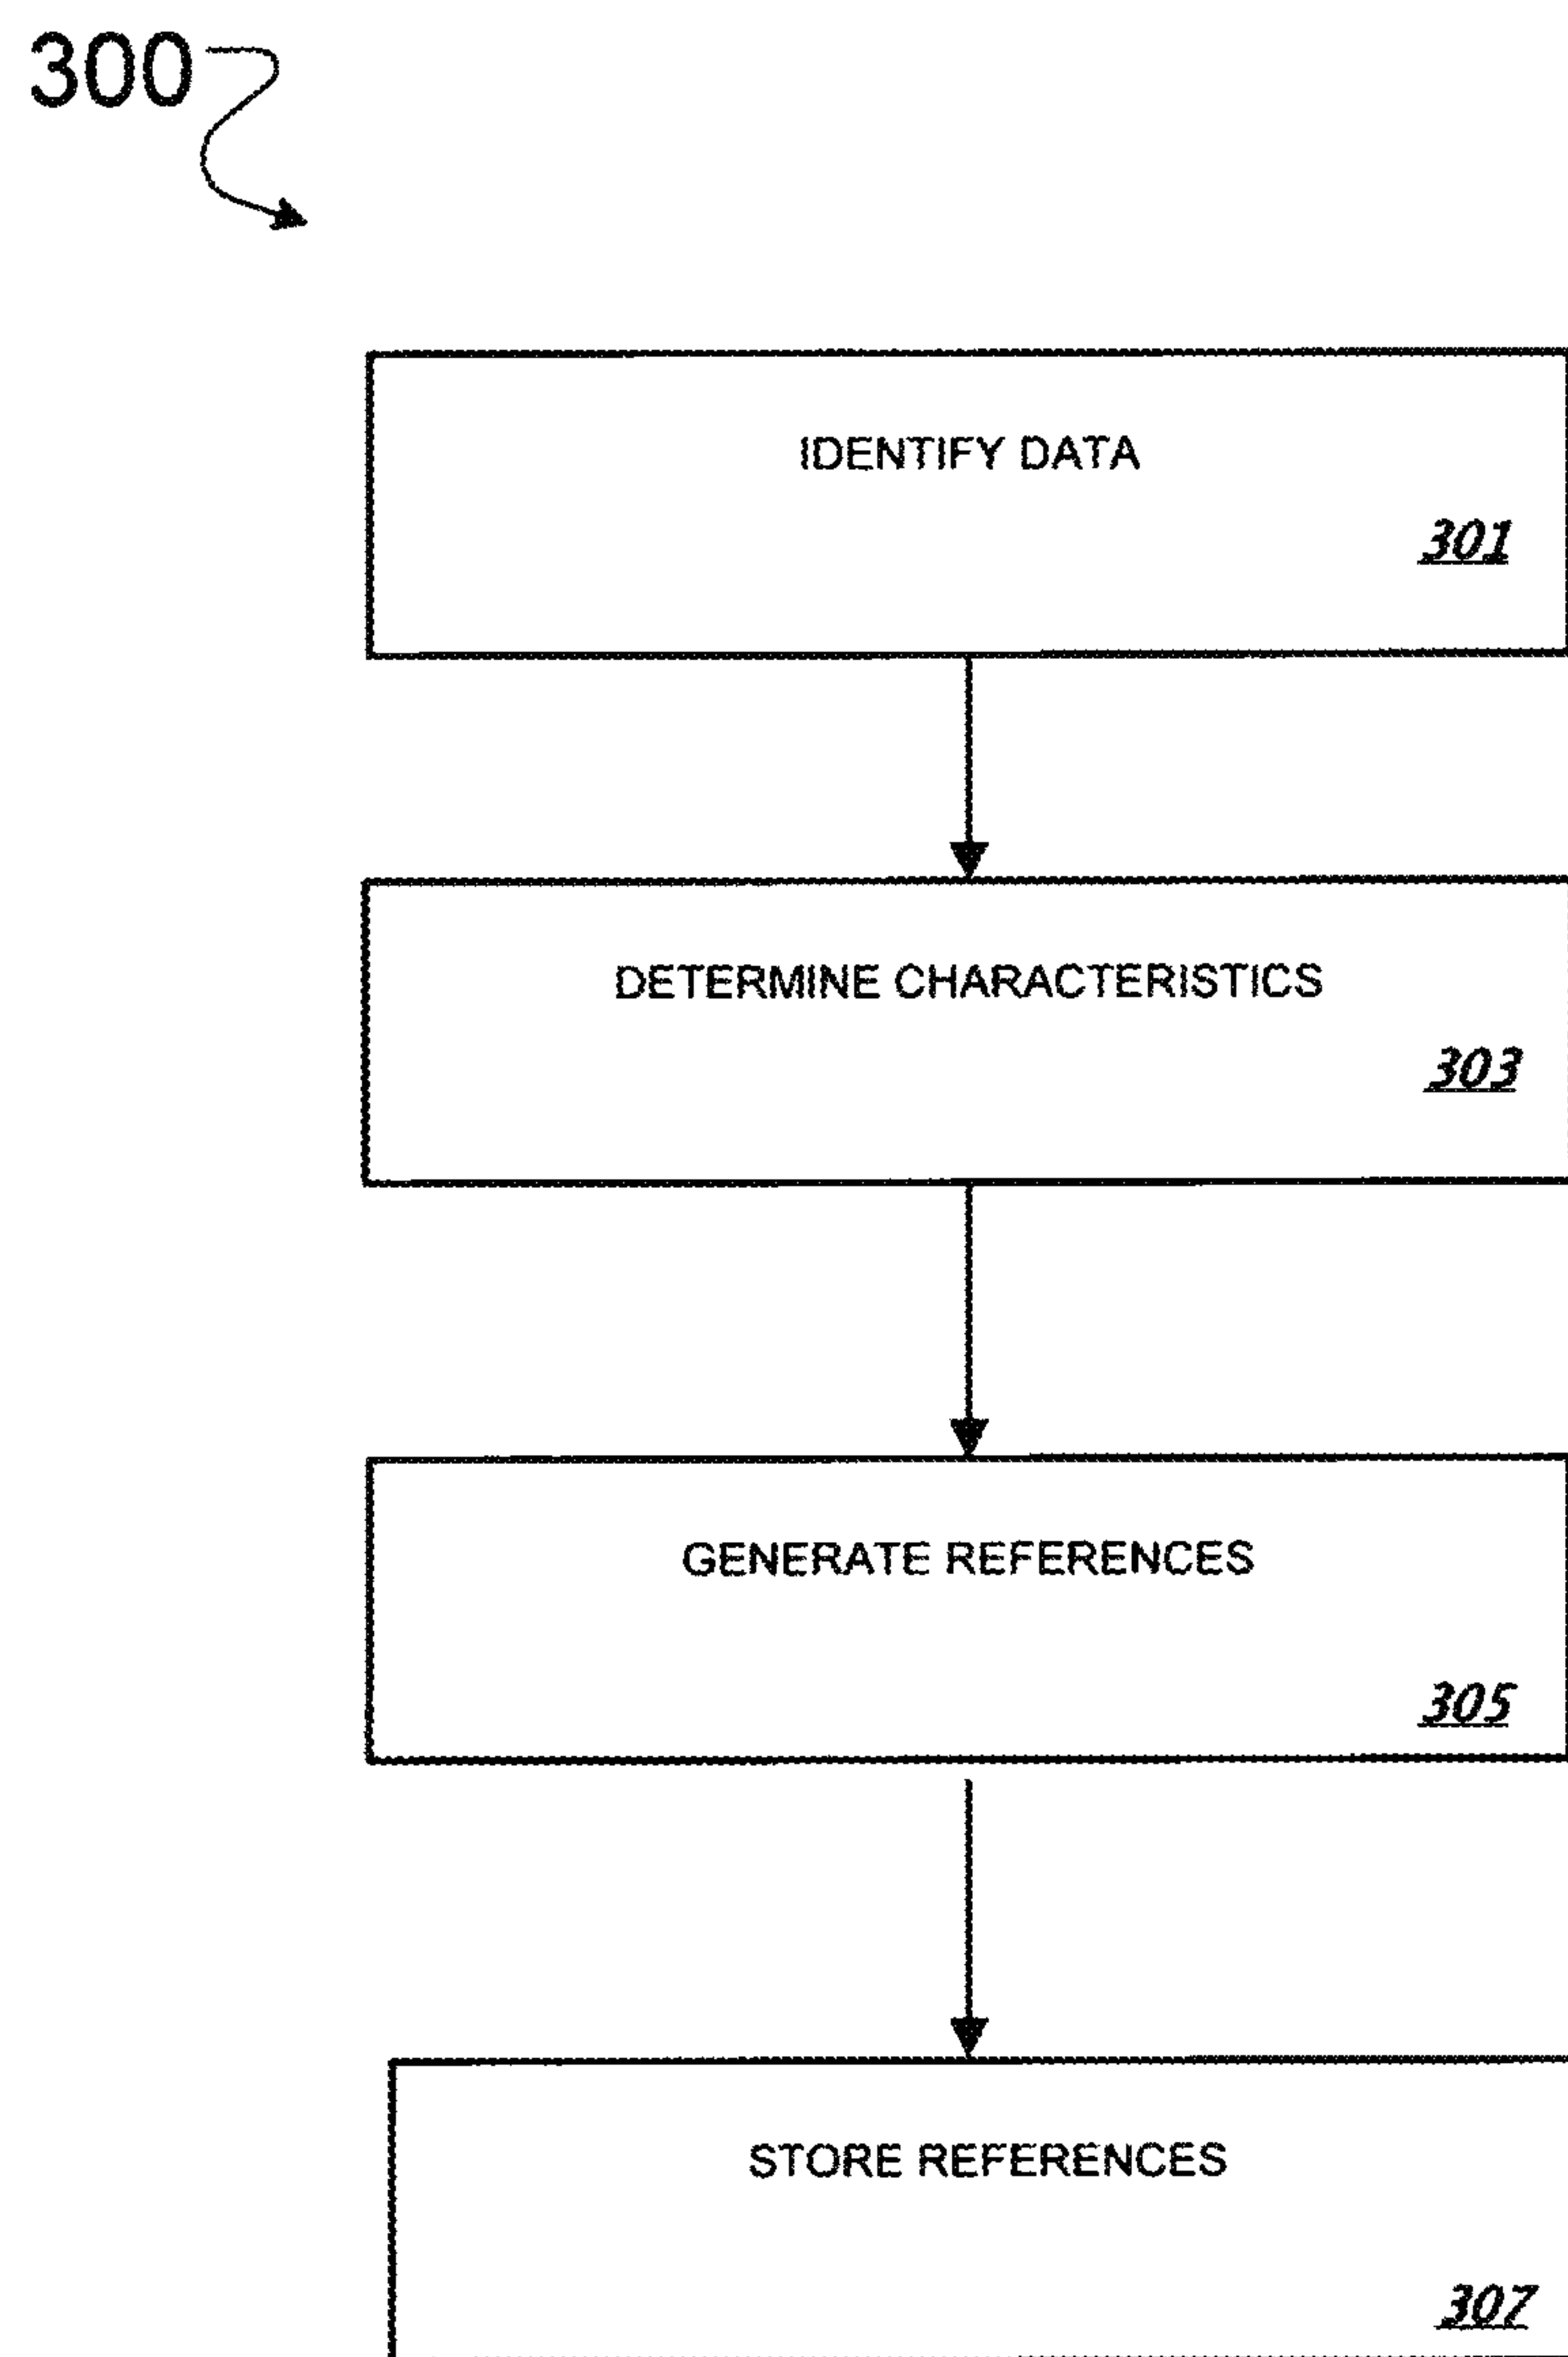 300
IDENTIFY DATA
301
DETERMINE CHARACTERISTICS
303
GENERATE REFERENCES
305
STORE REFERENCES
307